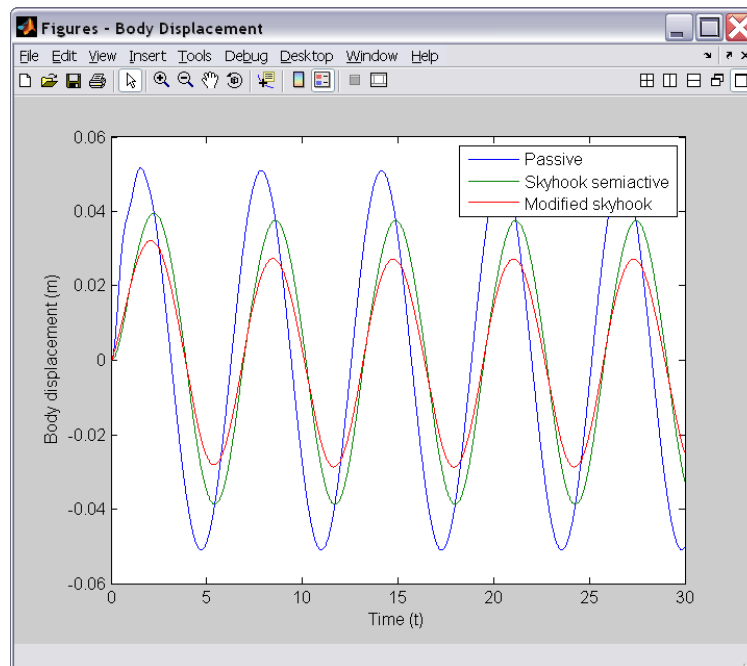 Figures - Body Displacement
File Edit View Insert Tools Debug Desktop Window Help
0.06
0.04
0.02
0
-0.02
-0.04
-0.06
Body displacement (m)
Passive
Skyhook semiactive
Modified skyhook
0 5 10 15 20 25 30
Time (t)